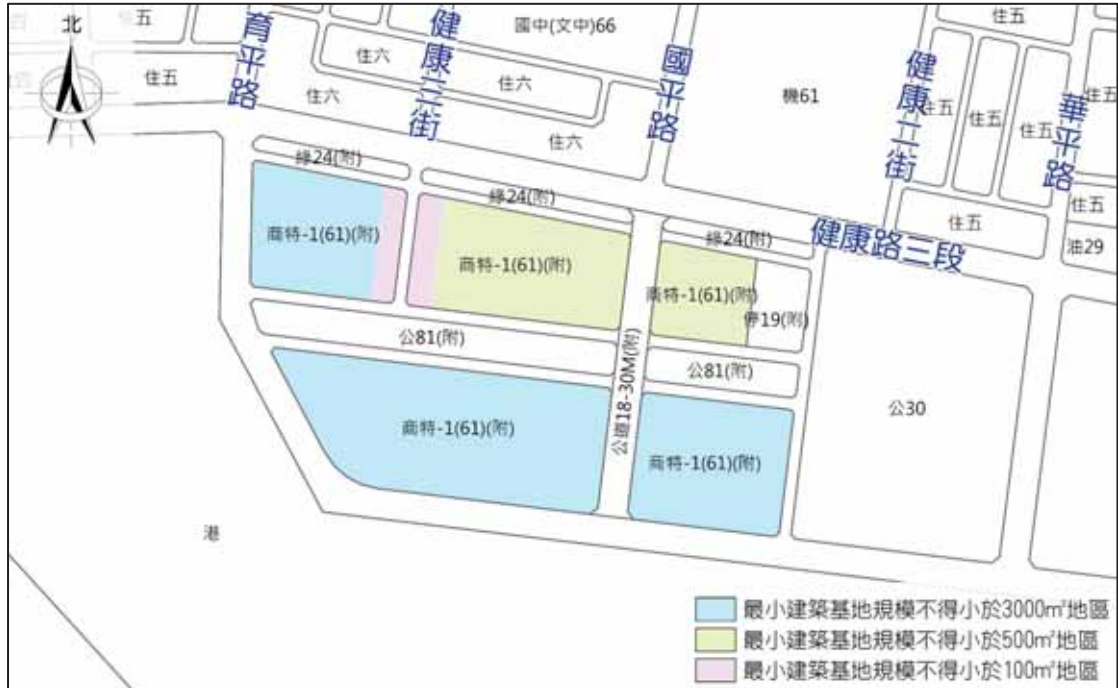 北
五
育平路
健康三街
國中(文中)66
國平路
健康二街
華平路
住五
住五
住六
住六
住六
住六
機61
住五
住五
住五
住五
住五
住五
油29
健康路三段
綠24(附)
綠24(附)
綠24(附)
商特-1(61)(附)
商特-1(61)(附)
商特-1(61)(附)
停19(附)
公81(附)
公81(附)
公道18-30M(附)
公30
商特-1(61)(附)
商特-1(61)(附)
港
最小建築基地規模不得小於3000㎡地區
最小建築基地規模不得小於500㎡地區
最小建築基地規模不得小於100㎡地區